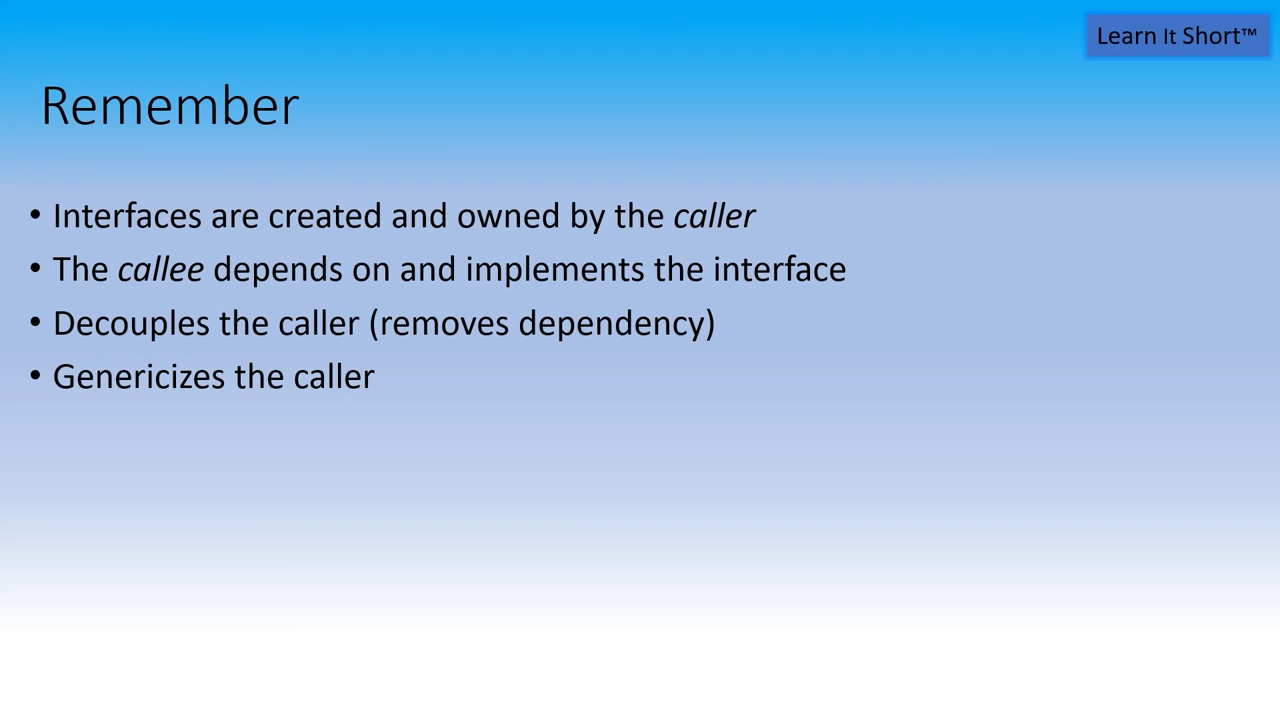 Learn It Short™
Remember
• Interfaces are created and owned by the caller
• The callee depends on and implements the interface
• Decouples the caller (removes dependency)
• Genericizes the caller